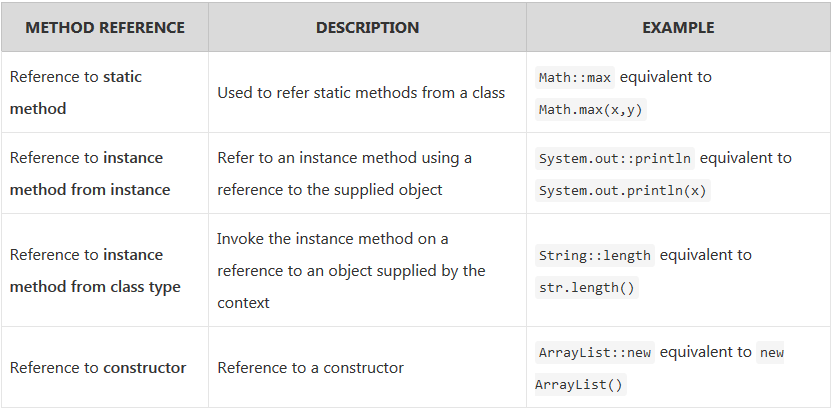 METHOD REFERENCE DESCRIPTION EXAMPLE
Reference to static
method
Used to refer static methods from a class
Math::max equivalent to
Math.max(x,y)
Reference to instance
method from instance
Refer to an instance method using a
reference to the supplied object
System.out::println equivalent to
System.out.println(x)
Reference to instance
method from class type
Invoke the instance method on a
reference to an object supplied by the
context
String::length equivalent to
str.length()
Reference to constructor
Reference to a constructor
ArrayList::new equivalent to new
ArrayList()